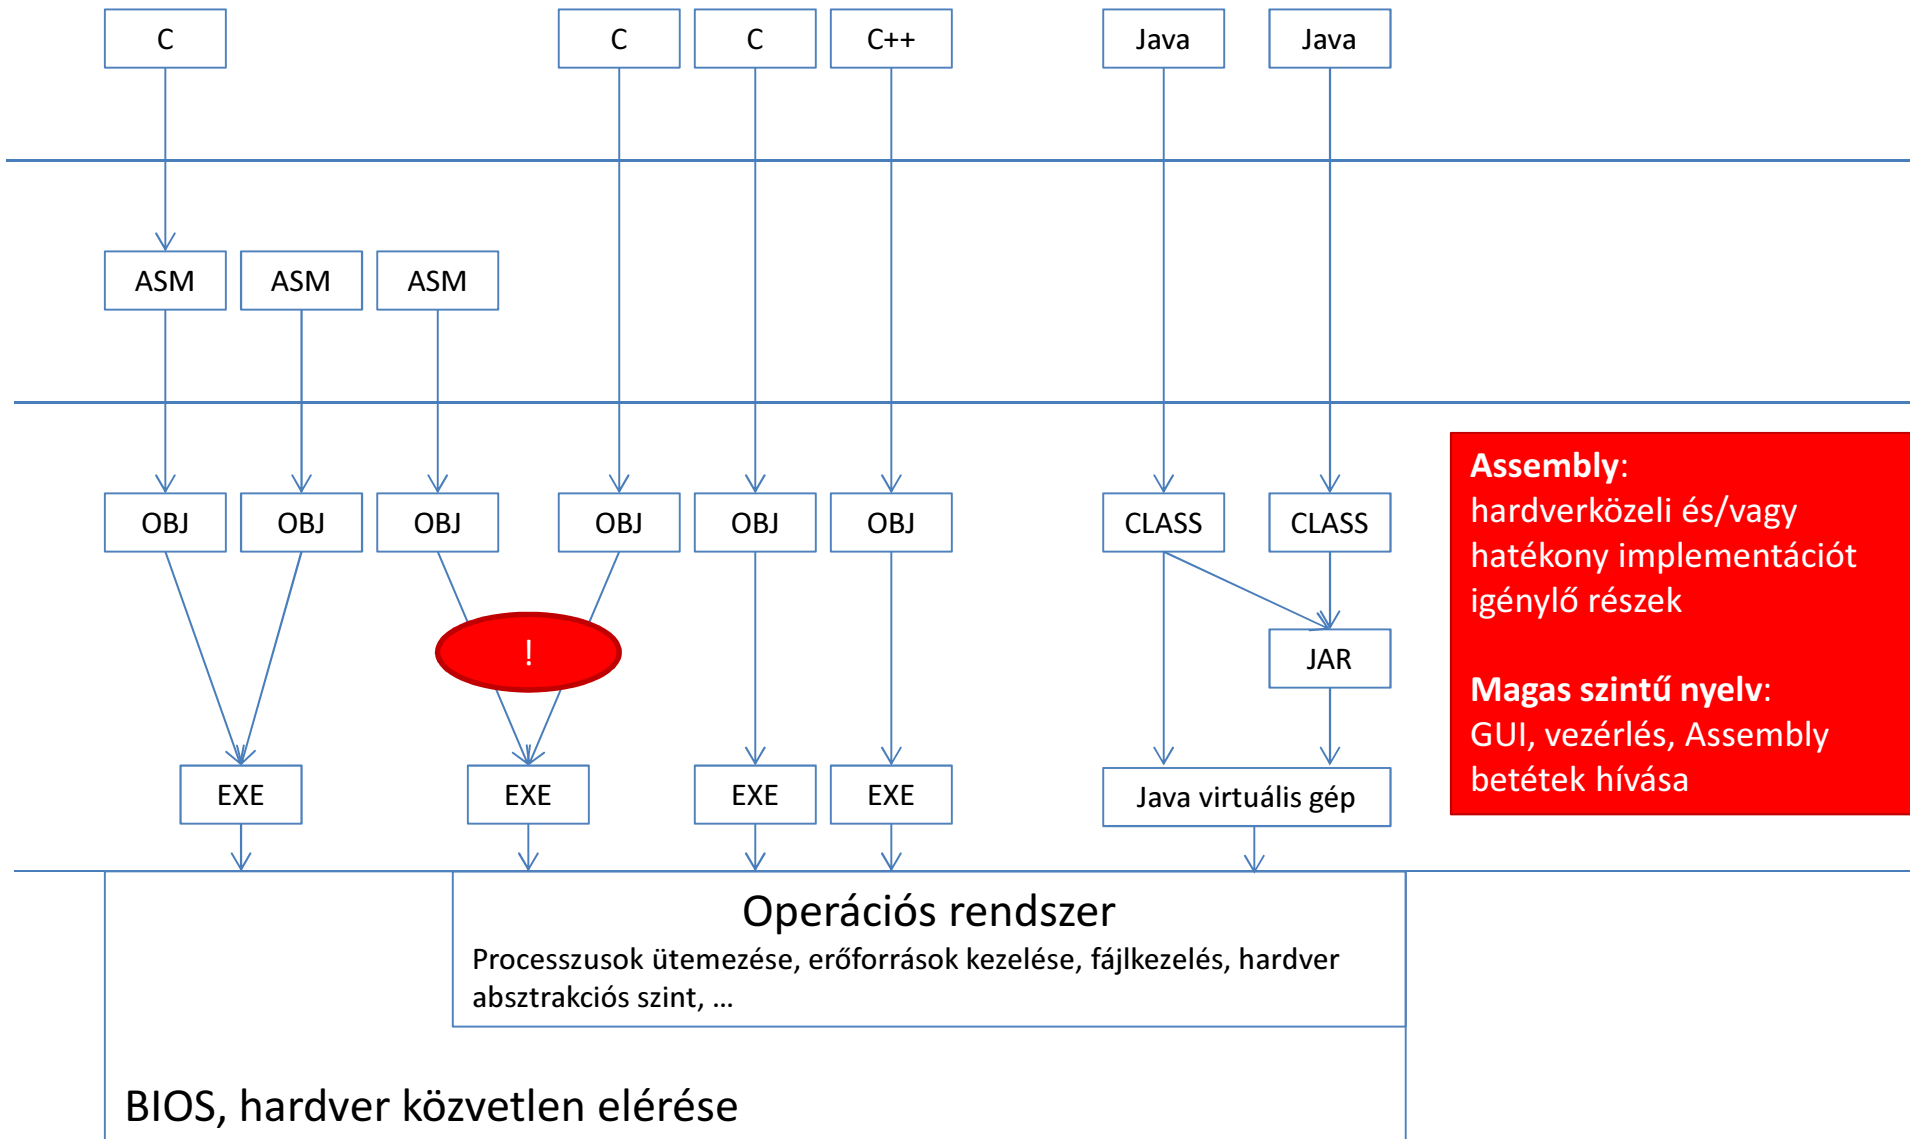 C
C
C
C++
Java
Java
ASM
ASM
ASM
OBJ
OBJ
OBJ
OBJ
OBJ
OBJ
CLASS
CLASS
!
JAR
EXE
EXE
EXE
EXE
Java virtuális gép
Assembly:
hardverközeli és/vagy
hatékony implementációt
igénylő részek
Magas szintű nyelv:
GUI, vezérlés, Assembly
betétek hívása
Operációs rendszer
Processzusok ütemezése, erőforrások kezelése, fájlkezelés, hardver
absztrakciós szint, ...
BIOS, hardver közvetlen elérése